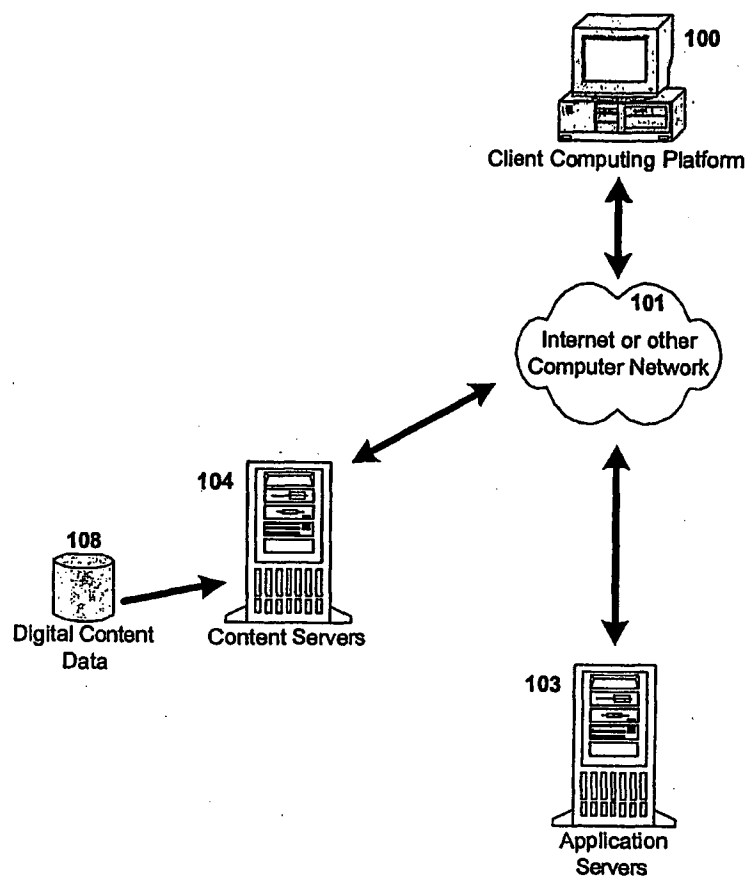 100
Client Computing Platform
101
Internet or other
Computer Network
104
108
Digital Content
Data
Content Servers
103
Application
Servers